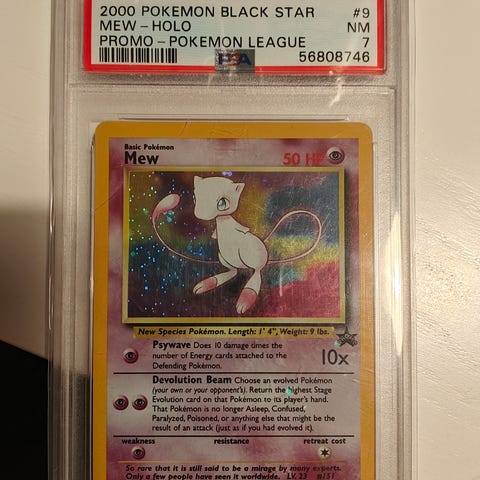 2000 POKEMON BLACK STAR #9
MEW - HOLO NM
PROMO - POKEMON LEAGUE 7
56808746
PSA
Basic Pokémon
Mew 50 HP
New Species Pokémon. Length: 1' 4", Weight: 9 lbs.
Psywave Does 10 damage times the
number of Energy cards attached to the
Defending Pokémon.
10x
Devolution Beam Choose an evolved Pokémon
(your own or your opponent's). Return the highest Stage
Evolution card on that Pokémon to its player's hand.
That Pokémon is no longer Asleep, Confused,
Paralyzed, Poisoned, or anything else that might be the
result of an attack (just as if you had evolved it).
weakness resistance retreat cost
So rare that it is still said to be a mirage by many experts.
Only a few people have seen it worldwide. LV. 23 #151